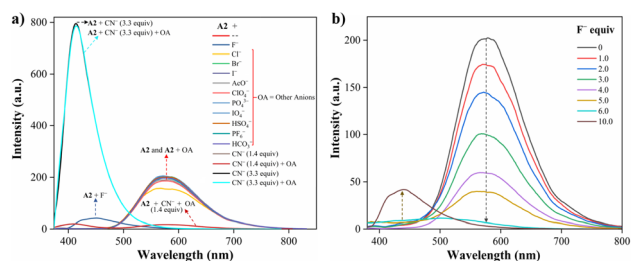 a)
A2 + CN⁻ (3.3 equiv)
A2 + CN⁻ (3.3 equiv) + OA
A2 +
--
F⁻
Cl⁻
Br⁻
I⁻
AcO⁻
ClO₄⁻
PO₄³⁻
IO₄⁻
HSO₄⁻
PF₆⁻
HCO₃⁻
CN⁻ (1.4 equiv)
CN⁻ (1.4 equiv) + OA
CN⁻ (3.3 equiv)
CN⁻ (3.3 equiv) + OA
OA = Other Anions
A2 and A2 + OA
A2 + F⁻
A2 + CN⁻ + OA
(1.4 equiv)
Intensity (a.u.)
800
600
400
200
0
400 500 600 700 800
Wavelength (nm)
b)
F⁻ equiv
0
1.0
2.0
3.0
4.0
5.0
6.0
10.0
Intensity (a.u.)
200
150
100
50
0
400 500 600 700 800
Wavelength (nm)